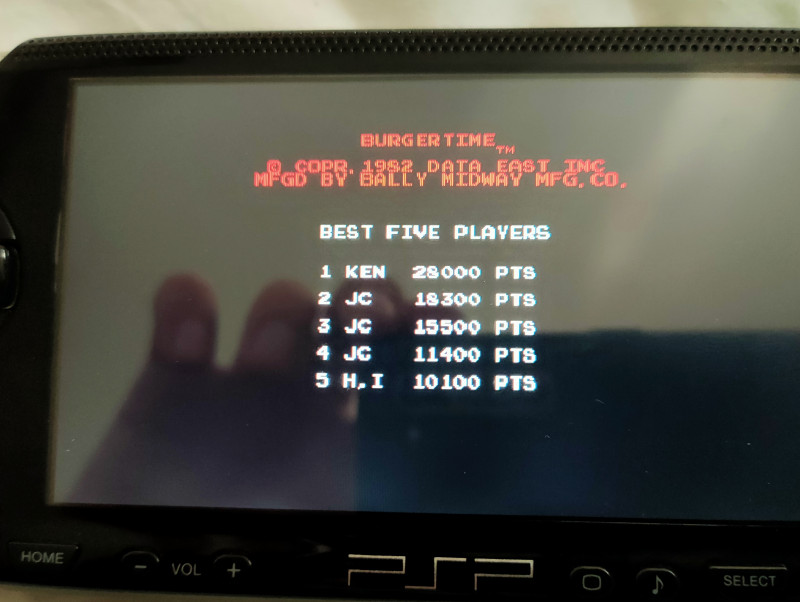 BURGERTIME™
© COPR. 1982 DATA EAST INC
MFGD BY BALLY MIDWAY MFG.CO.
BEST FIVE PLAYERS
1 KEN 28000 PTS
2 JC 18300 PTS
3 JC 15500 PTS
4 JC 11400 PTS
5 H,I 10100 PTS
HOME
- VOL +
PSP
SELECT